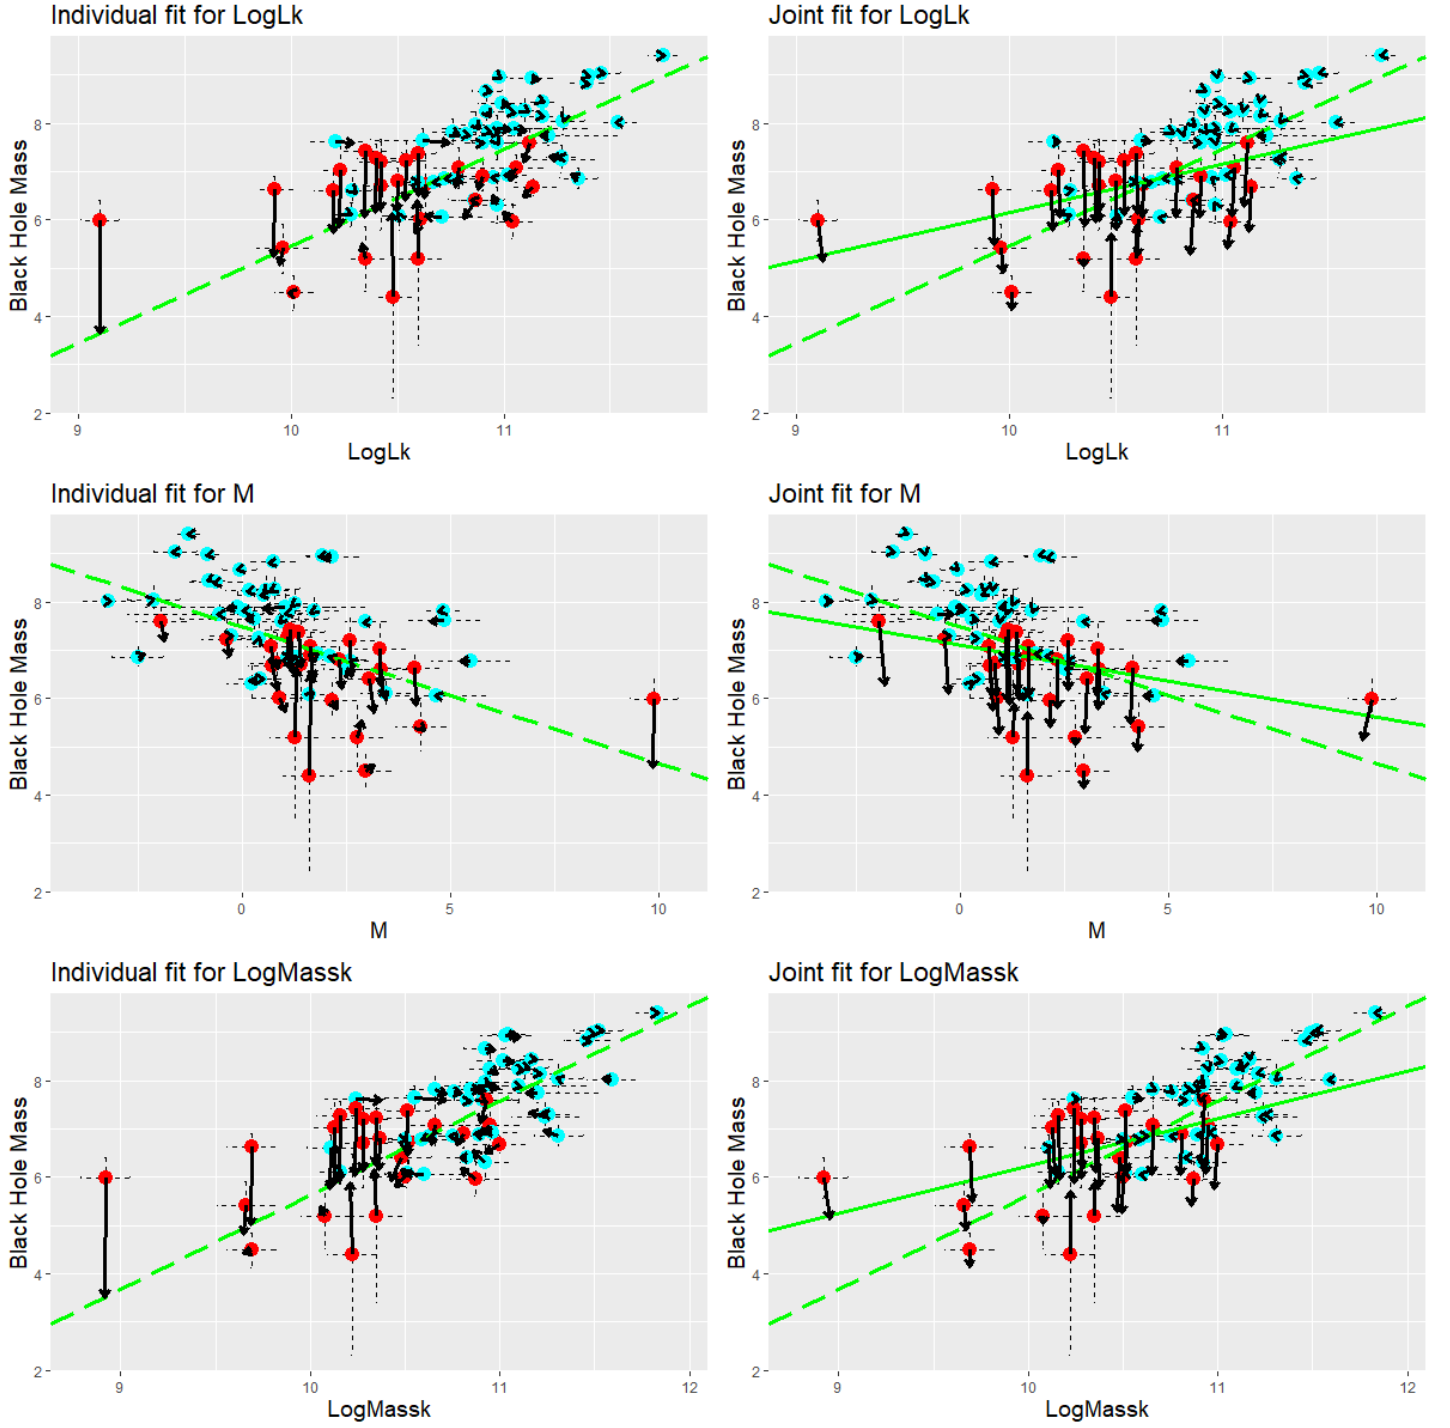 Individual fit for LogLk
Joint fit for LogLk
Black Hole Mass
8
6
4
2
9
10
11
LogLk
Black Hole Mass
8
6
4
2
9
10
11
LogLk
Individual fit for M
Joint fit for M
Black Hole Mass
8
6
4
2
0
5
10
M
Black Hole Mass
8
6
4
2
0
5
10
M
Individual fit for LogMassk
Joint fit for LogMassk
Black Hole Mass
8
6
4
2
9
10
11
12
LogMassk
Black Hole Mass
8
6
4
2
9
10
11
12
LogMassk